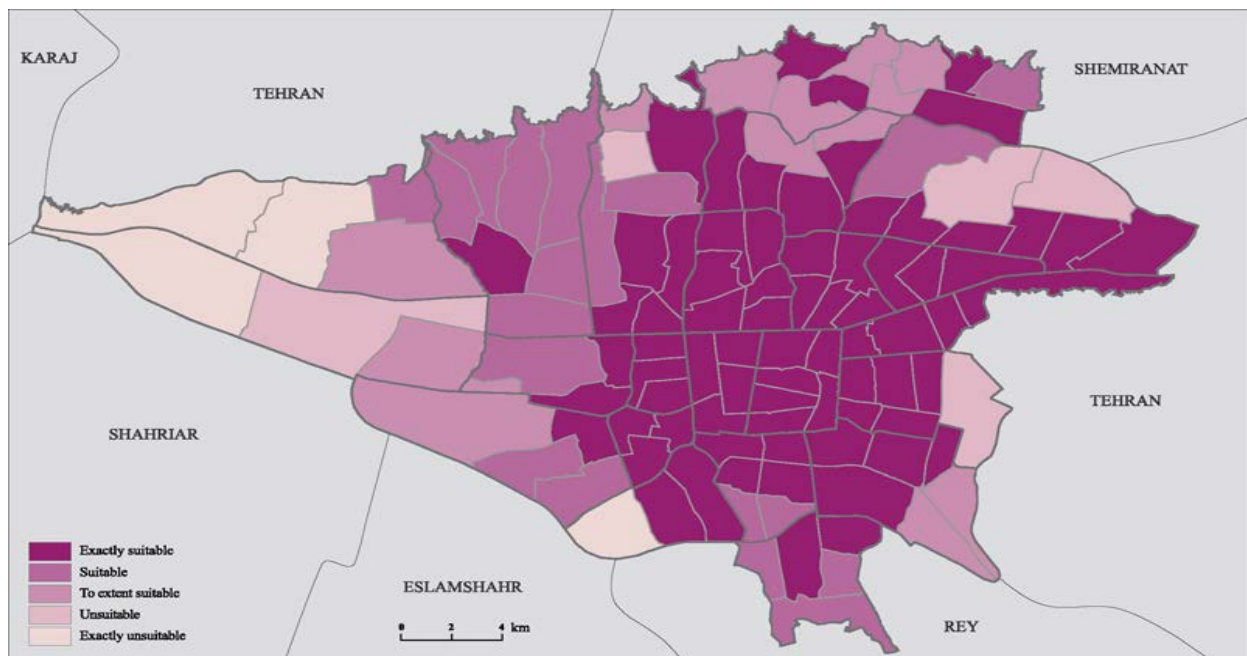 KARAJ
TEHRAN
SHEMIRANAT
TEHRAN
SHAHRIAR
ESLAMSHAHR
REY
Exactly suitable
Suitable
To extent suitable
Unsuitable
Exactly unsuitable
0 2 4 km